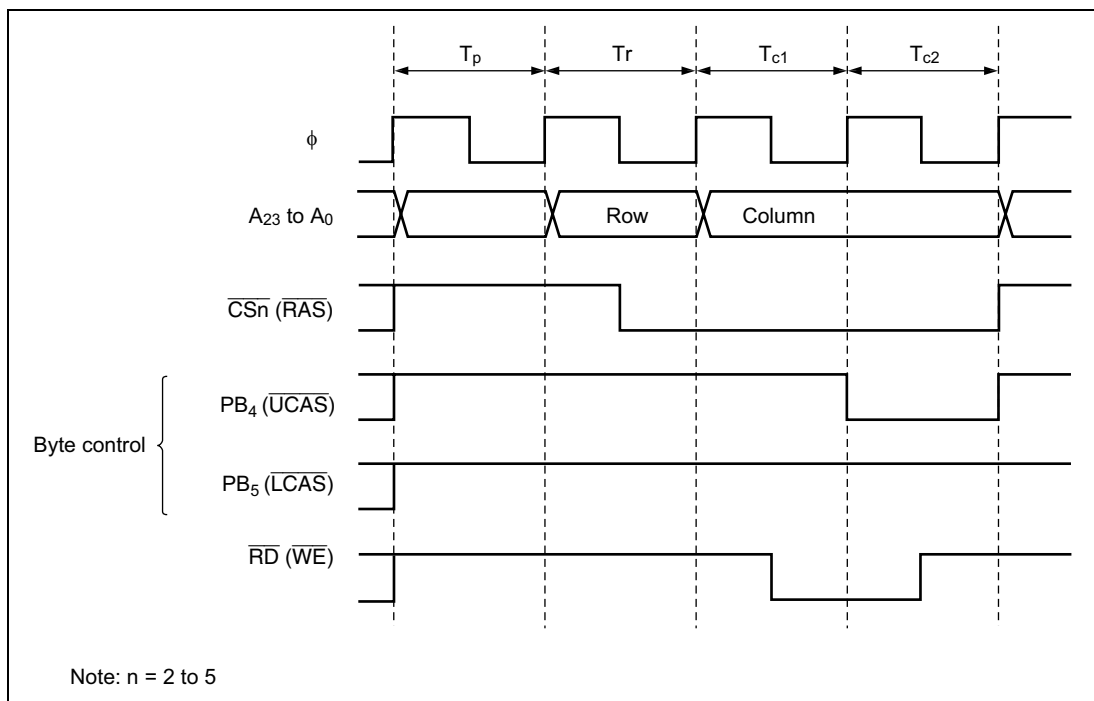 Tp Tr Tc1 Tc2
ϕ
A23 to A0 Row Column
CSn (RAS)
PB4 (UCAS)
Byte control
PB5 (LCAS)
RD (WE)
Note: n = 2 to 5